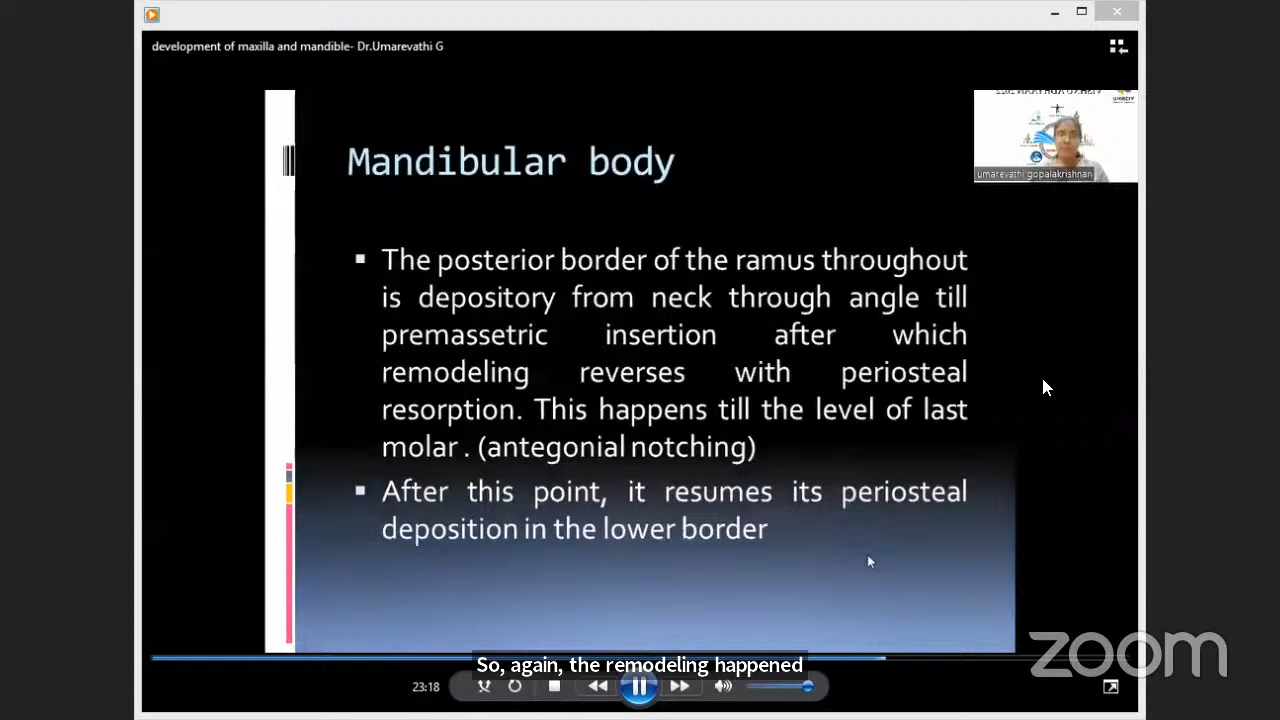 development of maxilla and mandible- Dr.Umarevathi G
umarevathi gopalakrishnan
Mandibular body
The posterior border of the ramus throughout
is depository from neck through angle till
premassetric insertion after which
remodeling reverses with periosteal
resorption. This happens till the level of last
molar . (antegonial notching)
After this point, it resumes its periosteal
deposition in the lower border
So, again, the remodeling happened
23:18
zoom